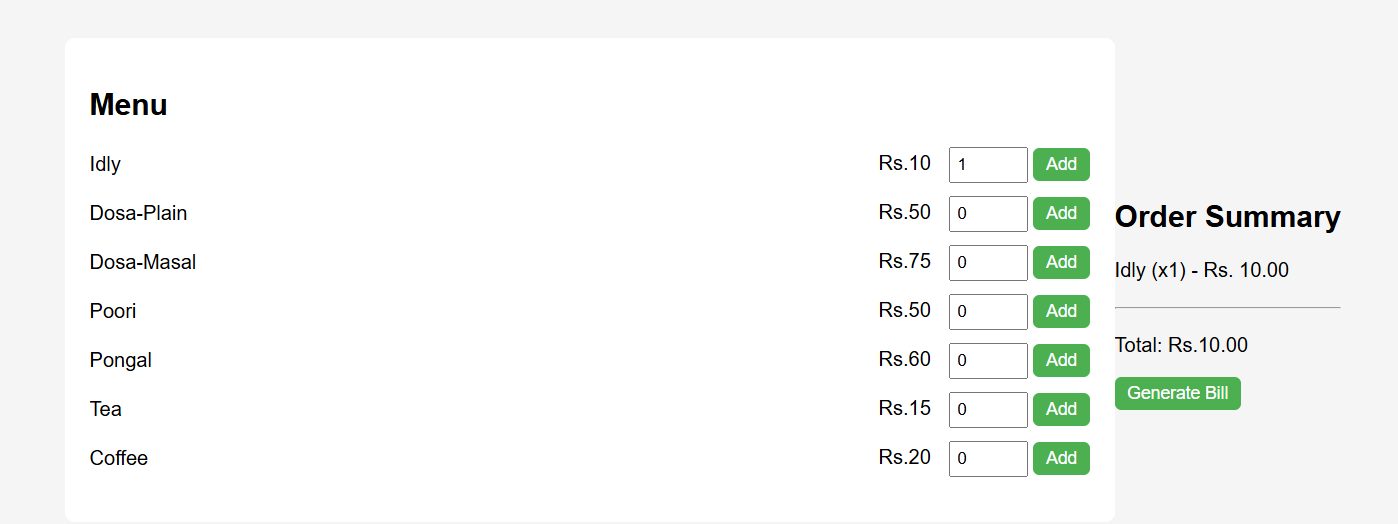 Menu
Idly Rs.10 1 Add
Dosa-Plain Rs.50 0 Add
Dosa-Masal Rs.75 0 Add
Poori Rs.50 0 Add
Pongal Rs.60 0 Add
Tea Rs.15 0 Add
Coffee Rs.20 0 Add
Order Summary
Idly (x1) - Rs. 10.00
Total: Rs.10.00
Generate Bill